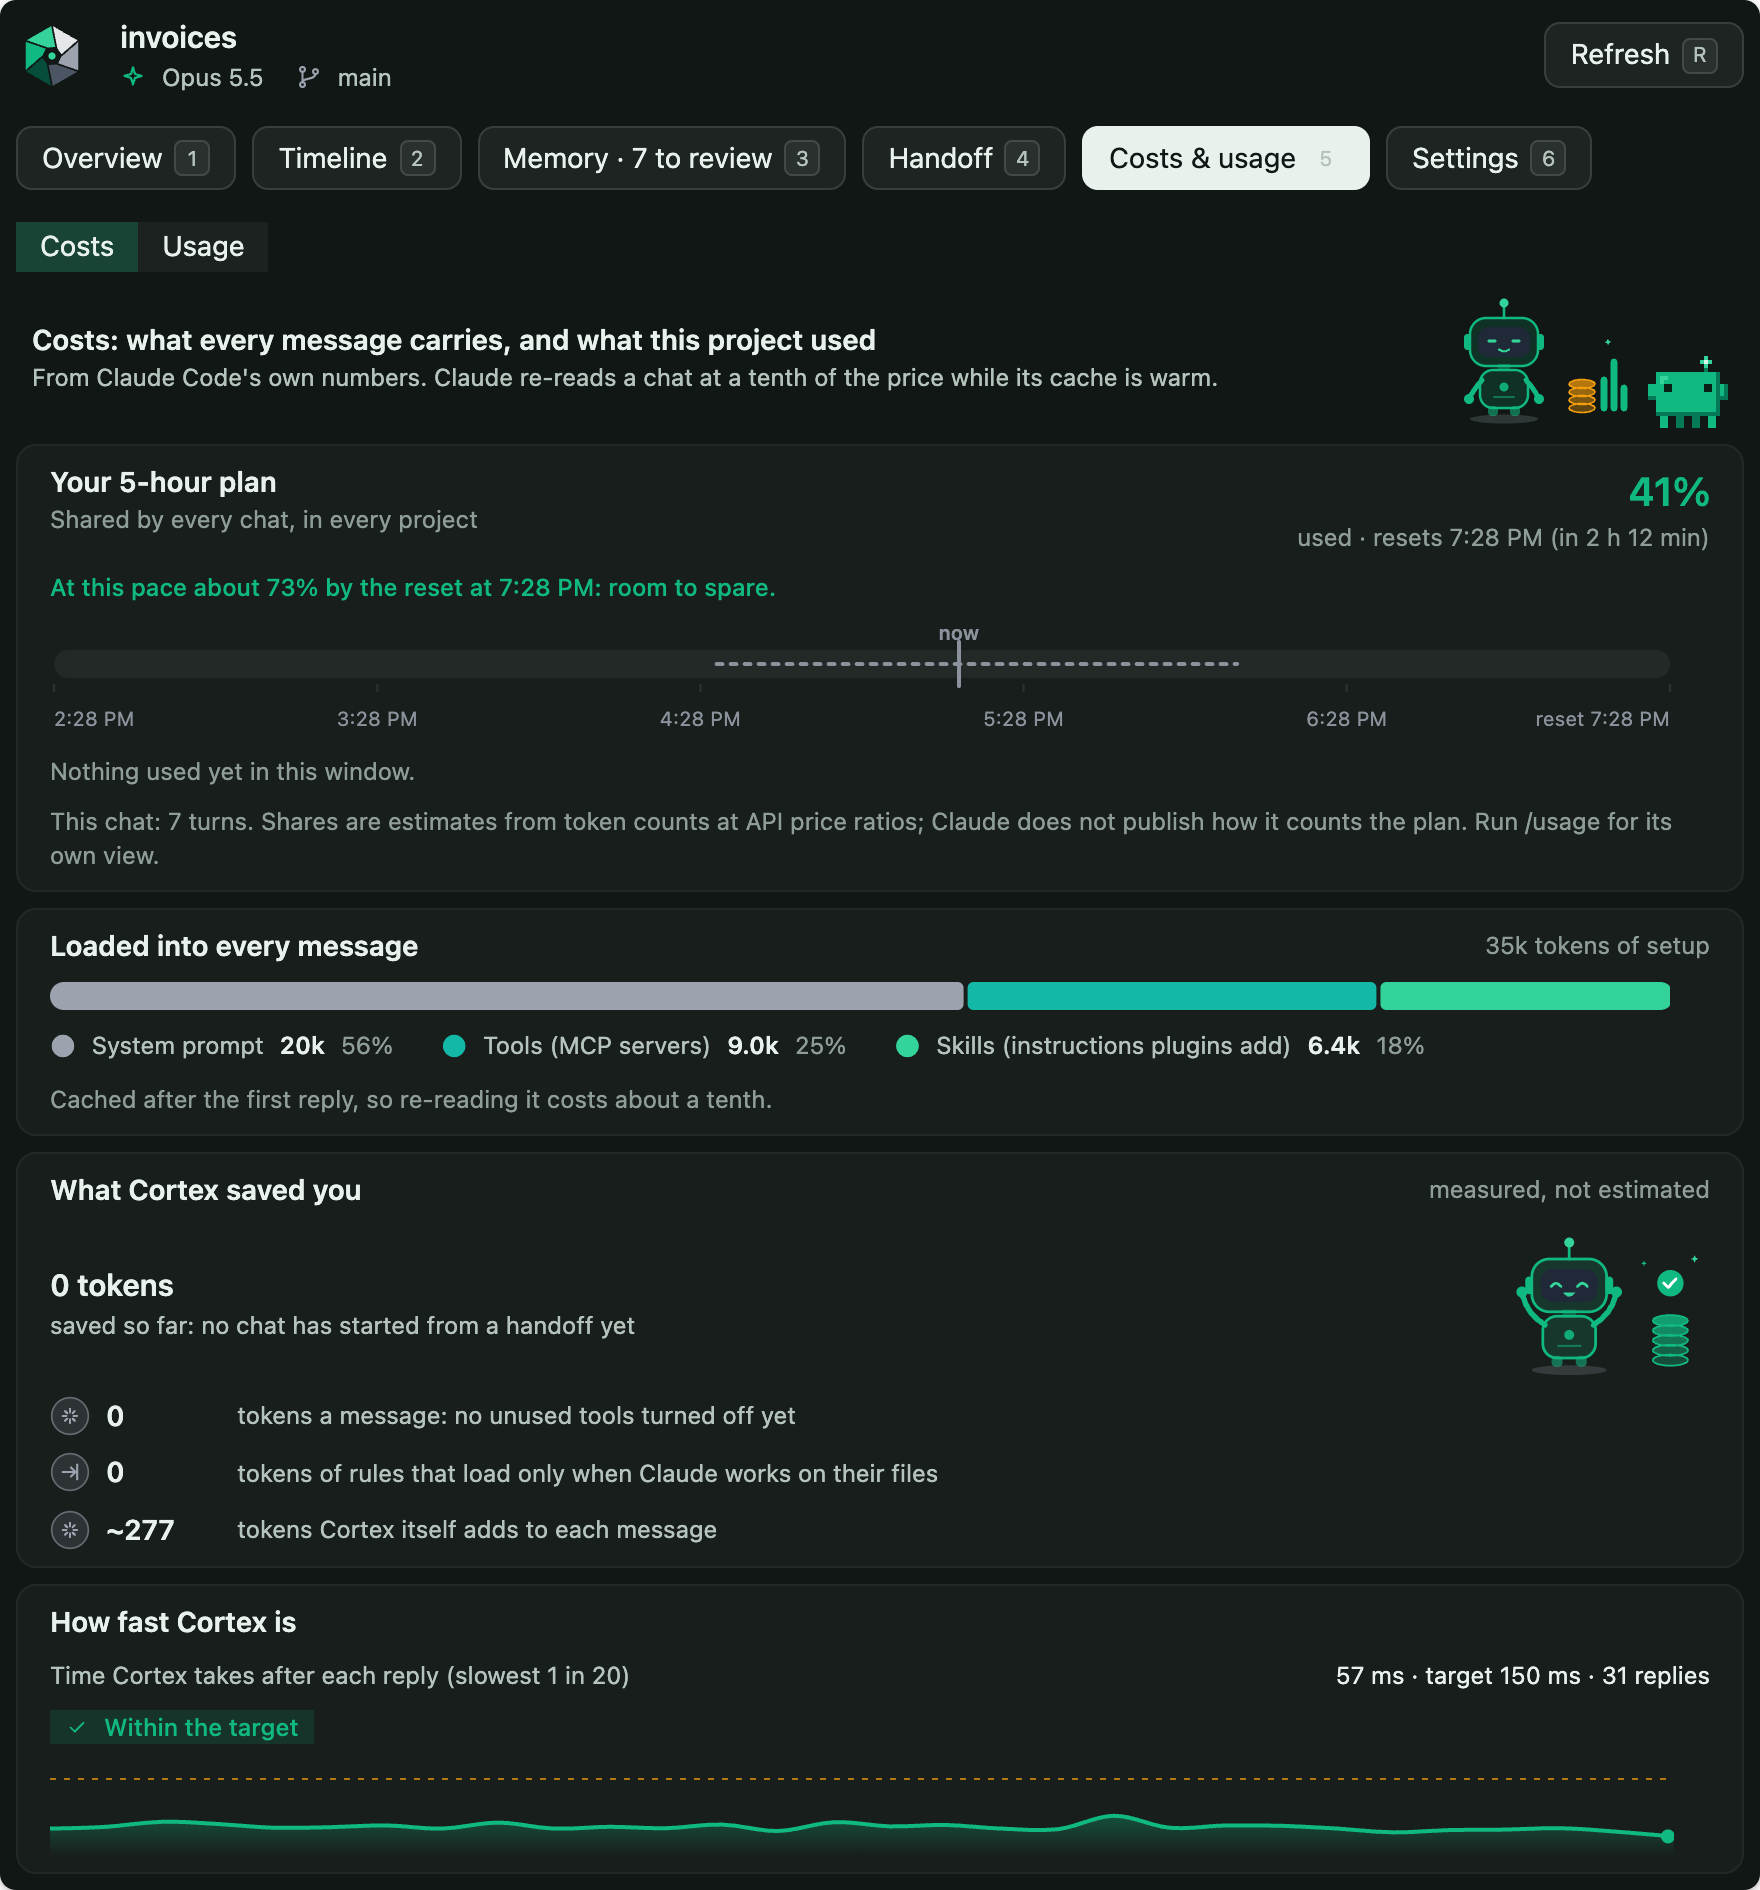 invoices
Opus 5.5 main
Refresh R
Overview 1
Timeline 2
Memory · 7 to review 3
Handoff 4
Costs & usage 5
Settings 6
Costs
Usage
Costs: what every message carries, and what this project used
From Claude Code's own numbers. Claude re-reads a chat at a tenth of the price while its cache is warm.
Your 5-hour plan
Shared by every chat, in every project
41%
used · resets 7:28 PM (in 2 h 12 min)
At this pace about 73% by the reset at 7:28 PM: room to spare.
now
2:28 PM 3:28 PM 4:28 PM 5:28 PM 6:28 PM reset 7:28 PM
Nothing used yet in this window.
This chat: 7 turns. Shares are estimates from token counts at API price ratios; Claude does not publish how it counts the plan. Run /usage for its
own view.
Loaded into every message
35k tokens of setup
System prompt 20k 56%
Tools (MCP servers) 9.0k 25%
Skills (instructions plugins add) 6.4k 18%
Cached after the first reply, so re-reading it costs about a tenth.
What Cortex saved you
measured, not estimated
0 tokens
saved so far: no chat has started from a handoff yet
0 tokens a message: no unused tools turned off yet
0 tokens of rules that load only when Claude works on their files
~277 tokens Cortex itself adds to each message
How fast Cortex is
Time Cortex takes after each reply (slowest 1 in 20)
57 ms · target 150 ms · 31 replies
Within the target